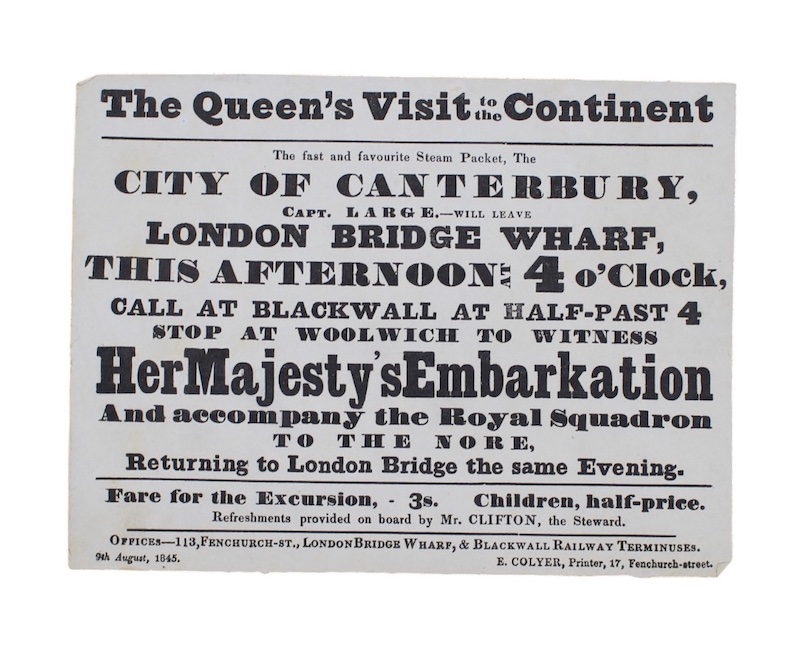 The Queen's Visit to the Continent
The fast and favourite Steam Packet, The
CITY OF CANTERBURY,
CAPT. LARGE.—WILL LEAVE
LONDON BRIDGE WHARF,
THIS AFTERNOON AT 4 o'Clock,
CALL AT BLACKWALL AT HALF-PAST 4
STOP AT WOOLWICH TO WITNESS
Her Majesty's Embarkation
And accompany the Royal Squadron
TO THE NORE,
Returning to London Bridge the same Evening.
Fare for the Excursion, - 3s. Children, half-price.
Refreshments provided on board by Mr. CLIFTON, the Steward.
OFFICES—113, FENCHURCH-ST., LONDON BRIDGE WHARF, & BLACKWALL RAILWAY TERMINUSES.
9th August, 1845. E. COLYER, Printer, 17, Fenchurch-street.